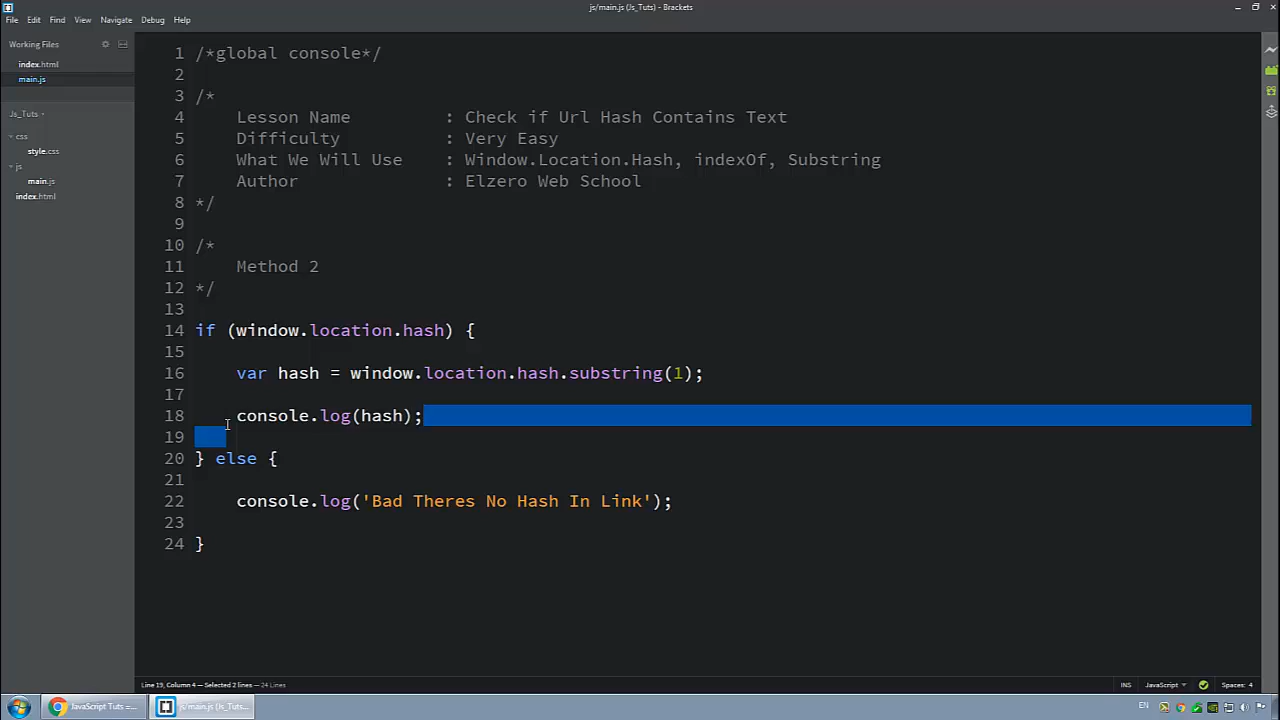 js/main.js (Js_Tuts) - Brackets
File Edit Find View Navigate Debug Help
Working Files
index.html
main.js
Js_Tuts
css
style.css
js
main.js
index.html
1 /*global console*/
2
3 /*
4 Lesson Name : Check if Url Hash Contains Text
5 Difficulty : Very Easy
6 What We Will Use : Window.Location.Hash, indexOf, Substring
7 Author : Elzero Web School
8 */
9
10 /*
11 Method 2
12 */
13
14 if (window.location.hash) {
15
16 var hash = window.location.hash.substring(1);
17
18 console.log(hash);
19
20 } else {
21
22 console.log('Bad Theres No Hash In Link');
23
24 }
Line 19, Column 4 — Selected 2 lines — 24 Lines
INS JavaScript Spaces: 4
JavaScript Tuts =...
js/main.js (Js_Tuts...
EN